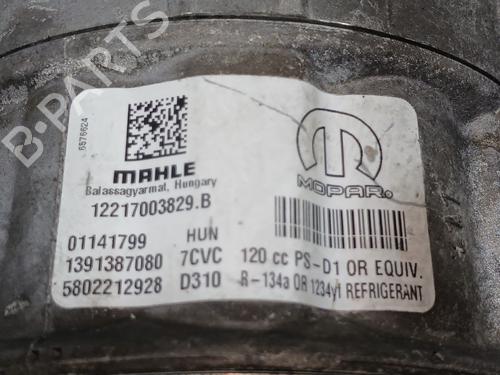 B-PARTS
6576624
MAHLE
Balassagyarmat, Hungary
MOPAR®
12217003829.B
01141799 HUN
1391387080 7CVC 120 cc PS-D1 OR EQUIV.
5802212928 D310 R-134a OR 1234yf REFRIGERANT